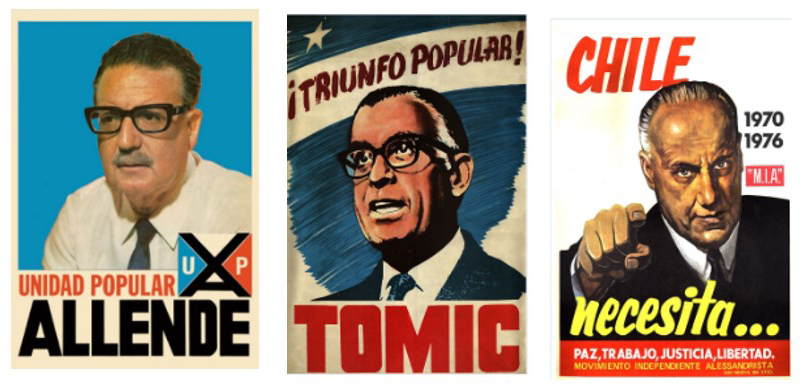 U P
UNIDAD POPULAR
ALLENDE
¡TRIUNFO POPULAR!
TOMIC
CHILE
1970
1976
"M.I.A."
necesita...
PAZ, TRABAJO, JUSTICIA, LIBERTAD.
MOVIMIENTO INDEPENDIENTE ALESSANDRISTA